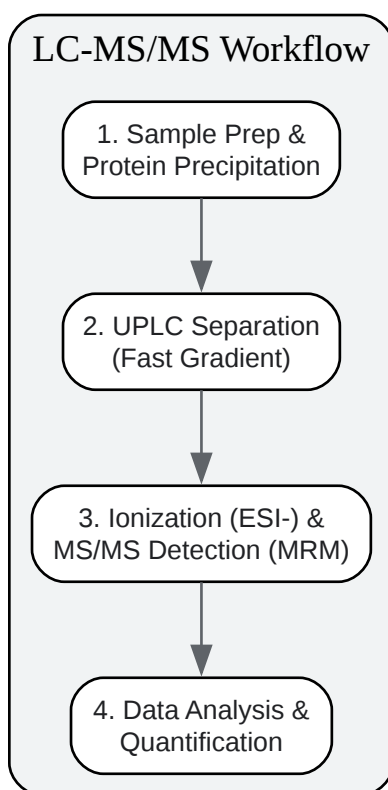 LC-MS/MS Workflow
1. Sample Prep &
Protein Precipitation
2. UPLC Separation
(Fast Gradient)
3. Ionization (ESI-) &
MS/MS Detection (MRM)
4. Data Analysis &
Quantification